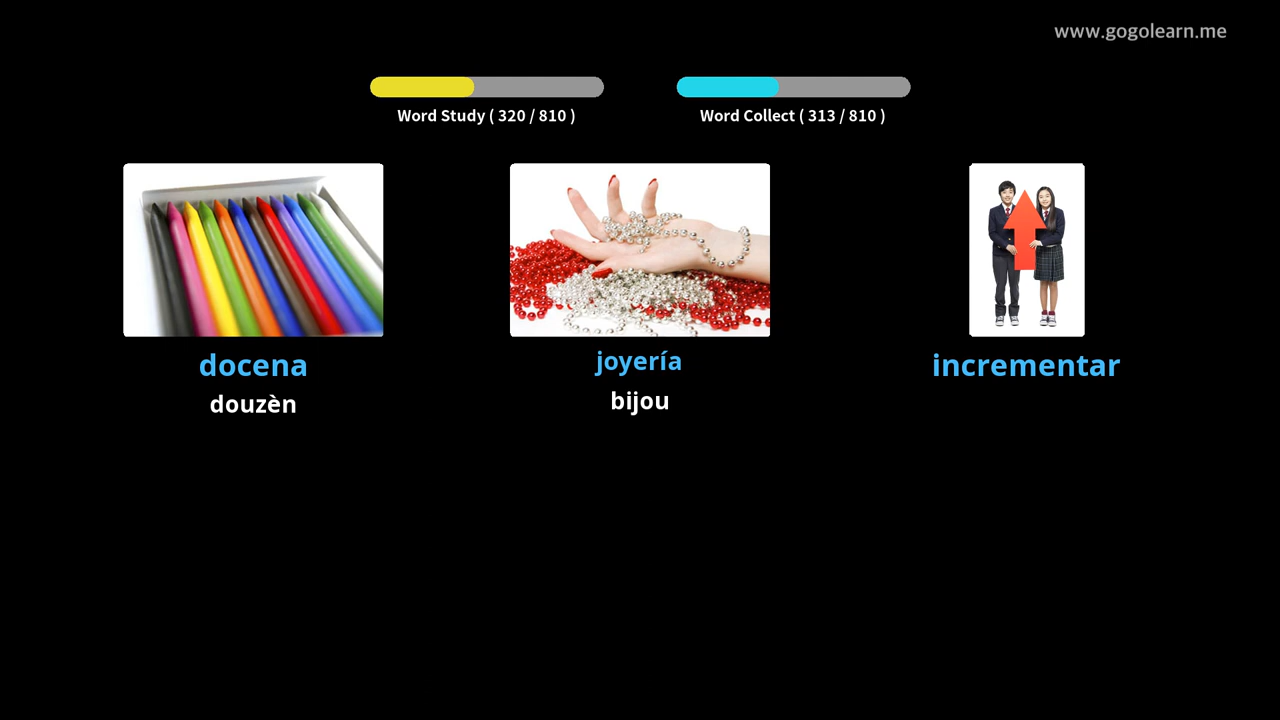 www.gogolearn.me
Word Study ( 320 / 810 )
Word Collect ( 313 / 810 )
docena
douzèn
joyería
bijou
incrementar